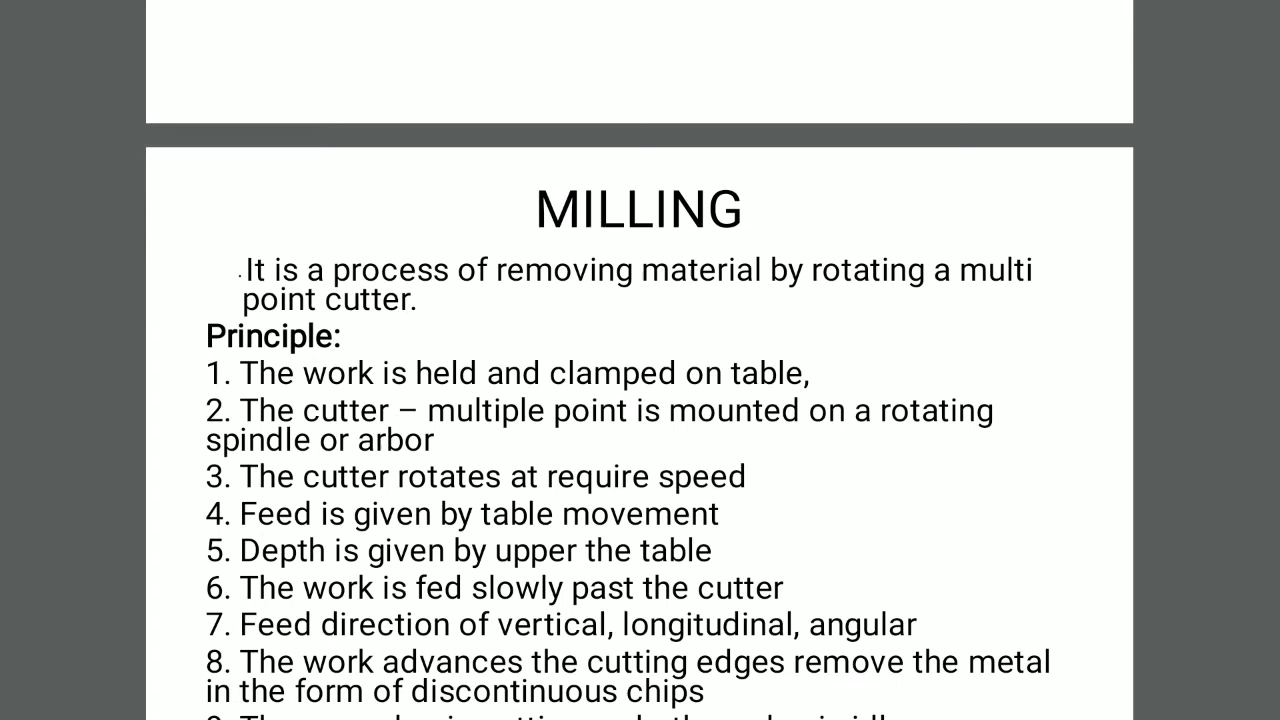 MILLING
.It is a process of removing material by rotating a multi
point cutter.
Principle:
1. The work is held and clamped on table,
2. The cutter – multiple point is mounted on a rotating
spindle or arbor
3. The cutter rotates at require speed
4. Feed is given by table movement
5. Depth is given by upper the table
6. The work is fed slowly past the cutter
7. Feed direction of vertical, longitudinal, angular
8. The work advances the cutting edges remove the metal
in the form of discontinuous chips